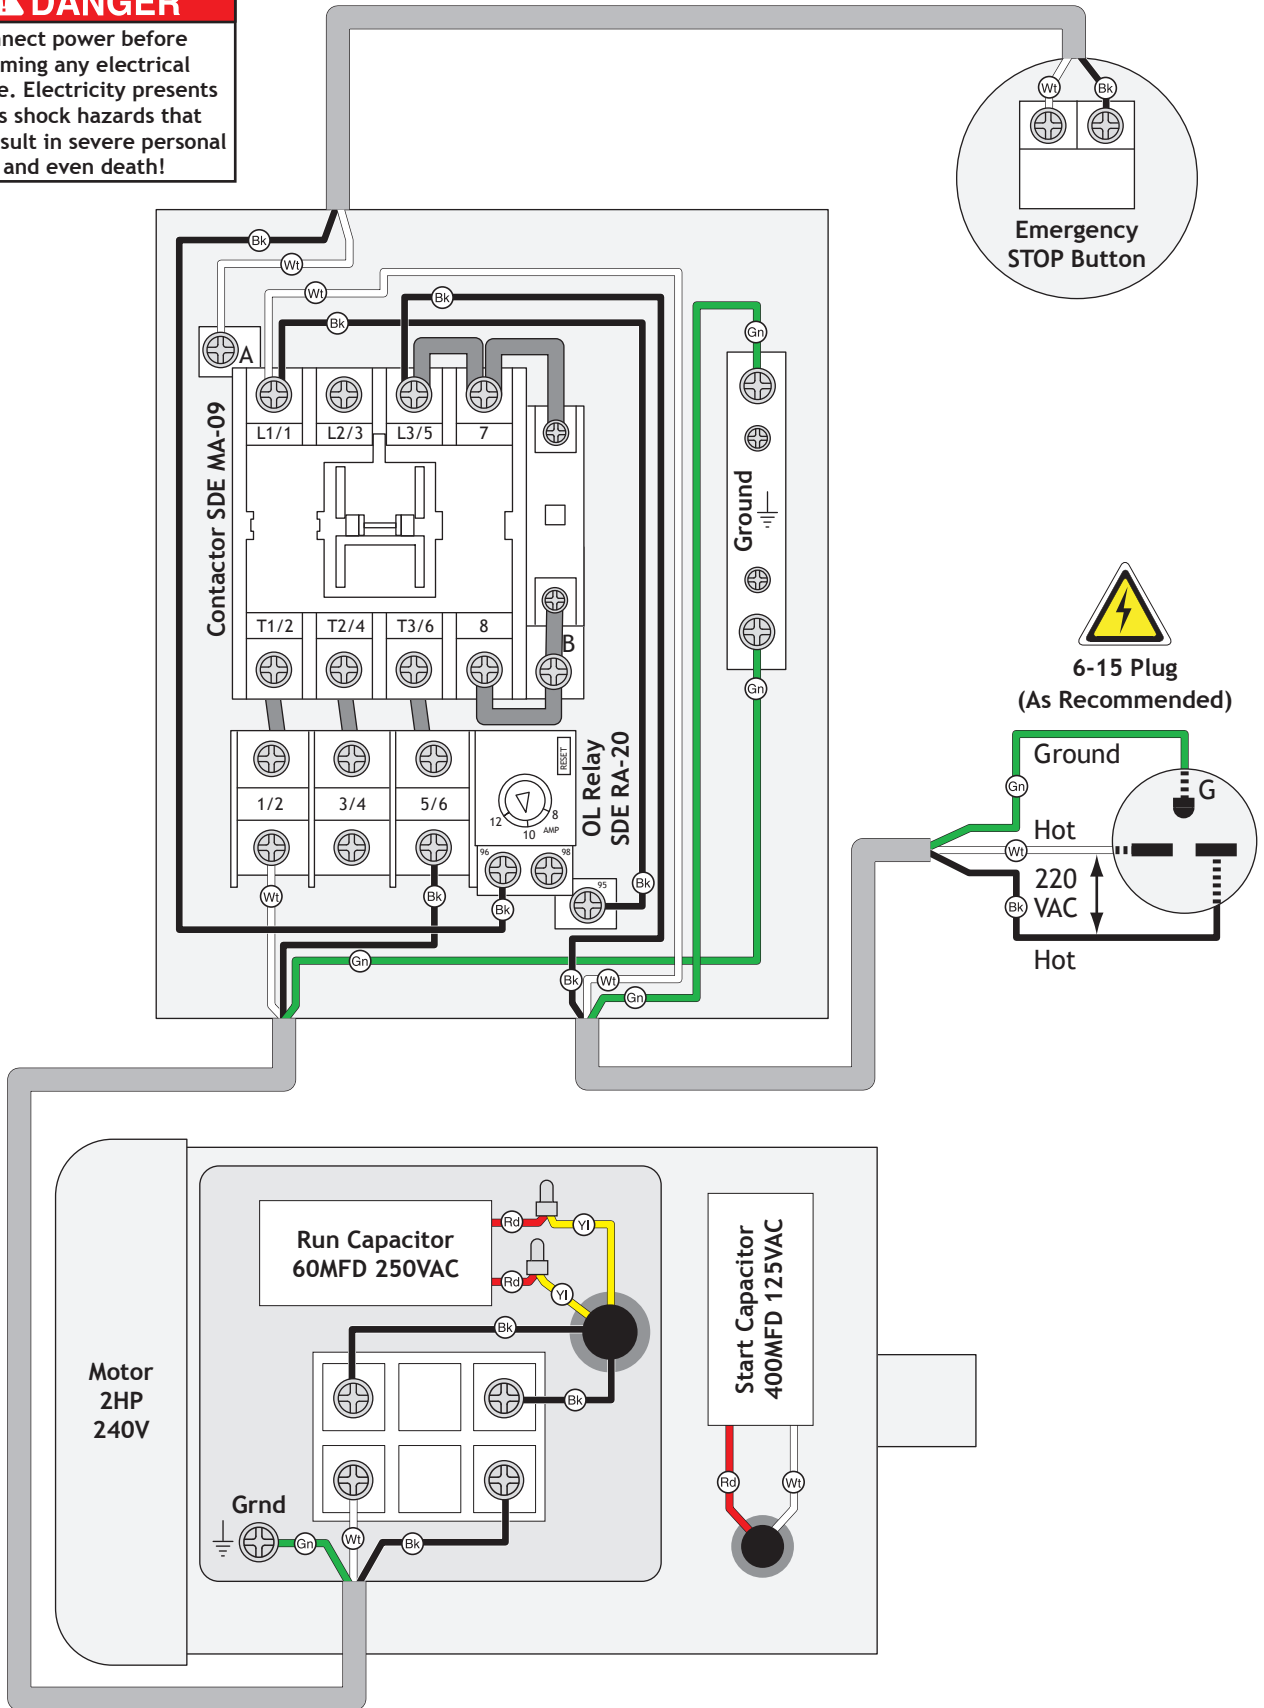 DANGER
nnect power before
ming any electrical
e. Electricity presents
s shock hazards that
sult in severe personal
and even death!
Wt
Bk
Emergency
STOP Button
Bk
Wt
Wt
Bk
Bk
Gn
A
L1/1
L2/3
L3/5
7
Contactor SDE MA-09
Ground
T1/2
T2/4
T3/6
8
B
Gn
6-15 Plug
(As Recommended)
Ground
G
Gn
Hot
Wt
220
VAC
Bk
Hot
RESET
OL Relay
SDE RA-20
1/2
3/4
5/6
12
10
8
AMP
96
98
95
Wt
Bk
Bk
Bk
Gn
Bk
Wt
Gn
Run Capacitor
60MFD 250VAC
Rd
Yl
Rd
Yl
Bk
Bk
Start Capacitor
400MFD 125VAC
Motor
2HP
240V
Rd
Wt
Grnd
Gn
Wt
Bk